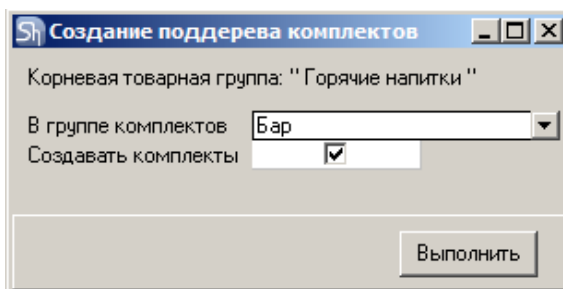 Sh Создание поддерева комплектов
Корневая товарная группа: " Горячие напитки "
В группе комплектов Бар
Создавать комплекты
Выполнить